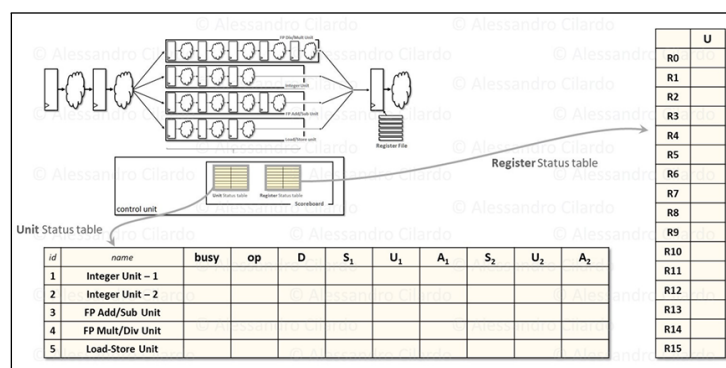 © Alessandro Cilardo
U
FP Div/Mult Unit
R0
R1
Integer Unit
R2
FP Add/Sub Unit
R3
Load/Store unit
Register File
R4
R5
Register Status table
R6
Unit Status table
Register Status table
R7
control unit
Scoreboard
R8
Unit Status table
R9
id name busy op D S1 U1 A1 S2 U2 A2
R10
1 Integer Unit – 1
R11
2 Integer Unit – 2
R12
3 FP Add/Sub Unit
R13
4 FP Mult/Div Unit
R14
5 Load-Store Unit
R15